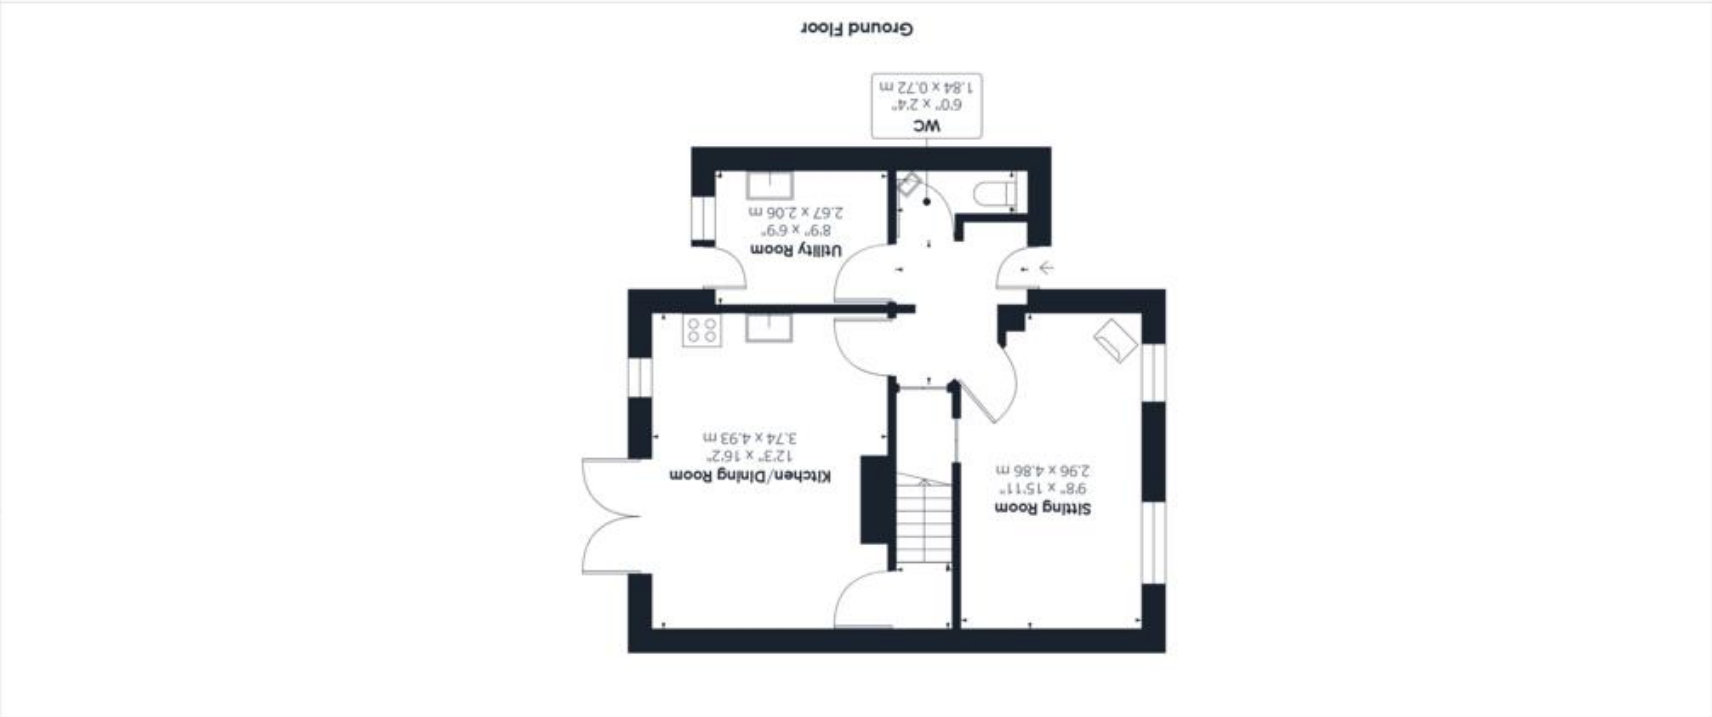 Ground Floor
WC
6'0" x 2'4"
1.84 x 0.72 m
Utility Room
8'9" x 6'9"
2.67 x 2.06 m
Kitchen/Dining Room
12'3" x 16'2"
3.74 x 4.93 m
Sitting Room
9'8" x 15'11"
2.96 x 4.86 m